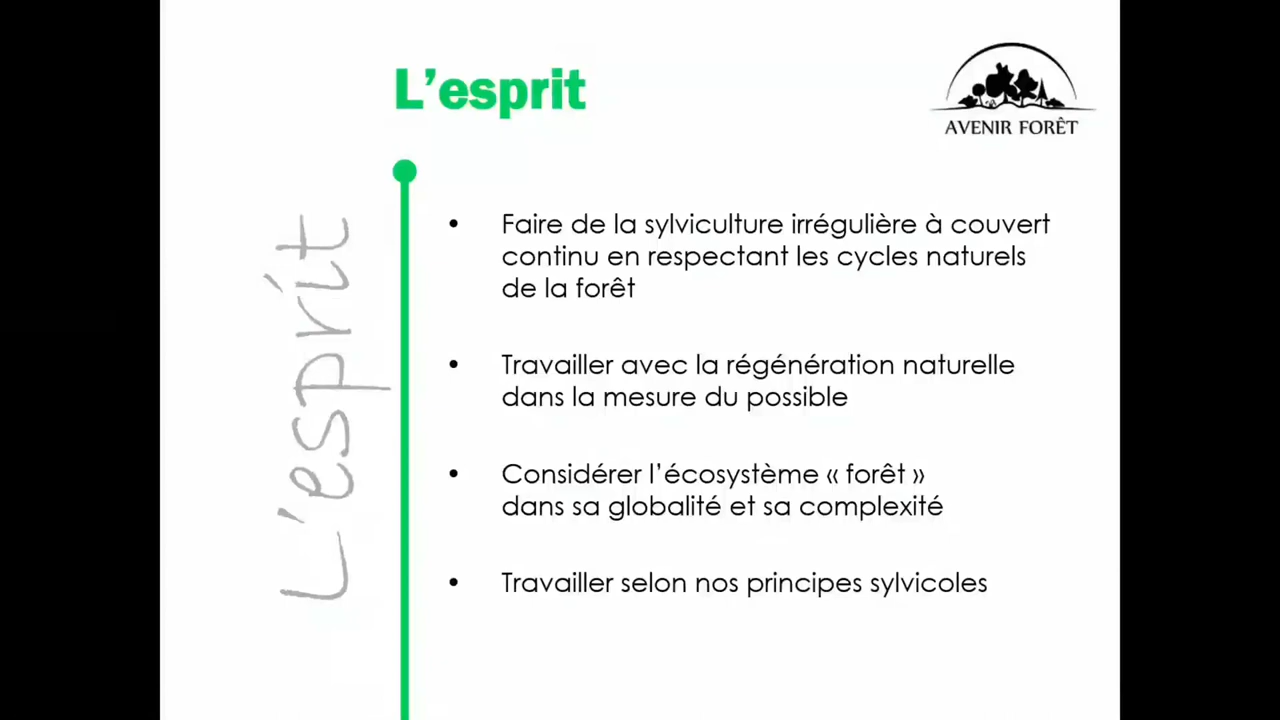 L'esprit
AVENIR FORÊT
L'esprit
• Faire de la sylviculture irrégulière à couvert
continu en respectant les cycles naturels
de la forêt
• Travailler avec la régénération naturelle
dans la mesure du possible
• Considérer l'écosystème « forêt »
dans sa globalité et sa complexité
• Travailler selon nos principes sylvicoles